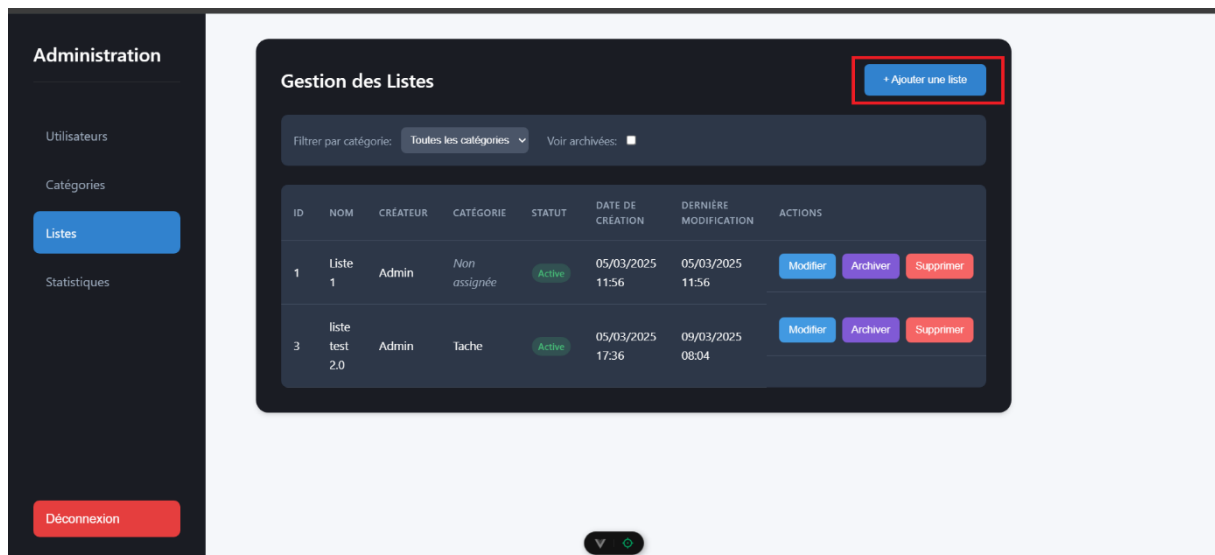 Administration
Utilisateurs
Catégories
Listes
Statistiques
Déconnexion
Gestion des Listes
+ Ajouter une liste
Filtrer par catégorie: Toutes les catégories Voir archivées:
ID NOM CRÉATEUR CATÉGORIE STATUT DATE DE CRÉATION DERNIÈRE MODIFICATION ACTIONS
1 Liste 1 Admin Non assignée Active 05/03/2025 11:56 05/03/2025 11:56 Modifier Archiver Supprimer
3 liste test 2.0 Admin Tache Active 05/03/2025 17:36 09/03/2025 08:04 Modifier Archiver Supprimer